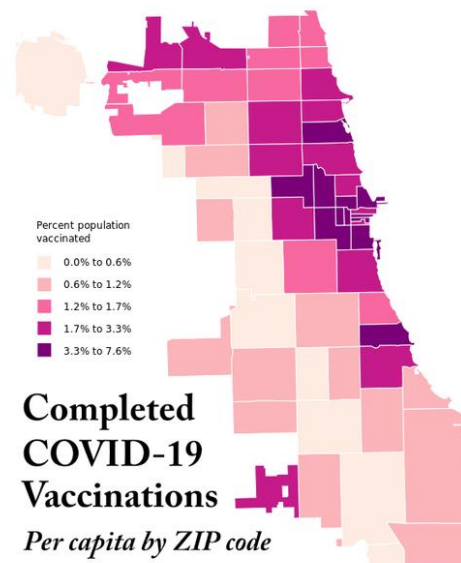 Percent population
vaccinated
0.0% to 0.6%
0.6% to 1.2%
1.2% to 1.7%
1.7% to 3.3%
3.3% to 7.6%
Completed
COVID-19
Vaccinations
Per capita by ZIP code